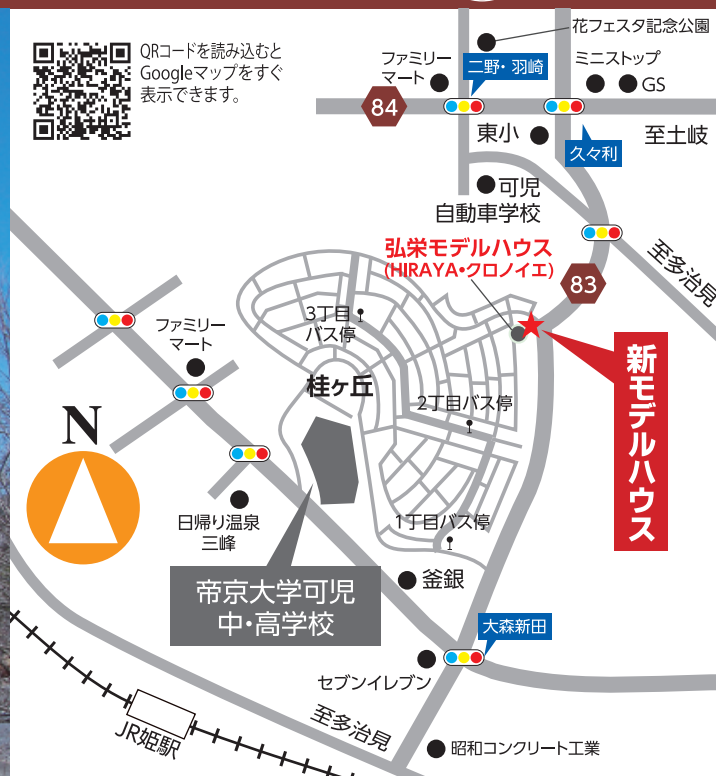 QRコードを読み込むと
Googleマップをすぐ
表示できます。
花フェスタ記念公園
ファミリー
マート
二野・羽崎
ミニストップ
GS
84
東小
久々利
至土岐
可児
自動車学校
弘栄モデルハウス
(HIRAYA・クロノイエ)
83
至多治見
3丁目
バス停
ファミリー
マート
桂ヶ丘
2丁目バス停
新モデルハウス
N
日帰り温泉
三峰
1丁目バス停
帝京大学可児
中・高学校
釜銀
大森新田
セブンイレブン
至多治見
JR姫駅
昭和コンクリート工業